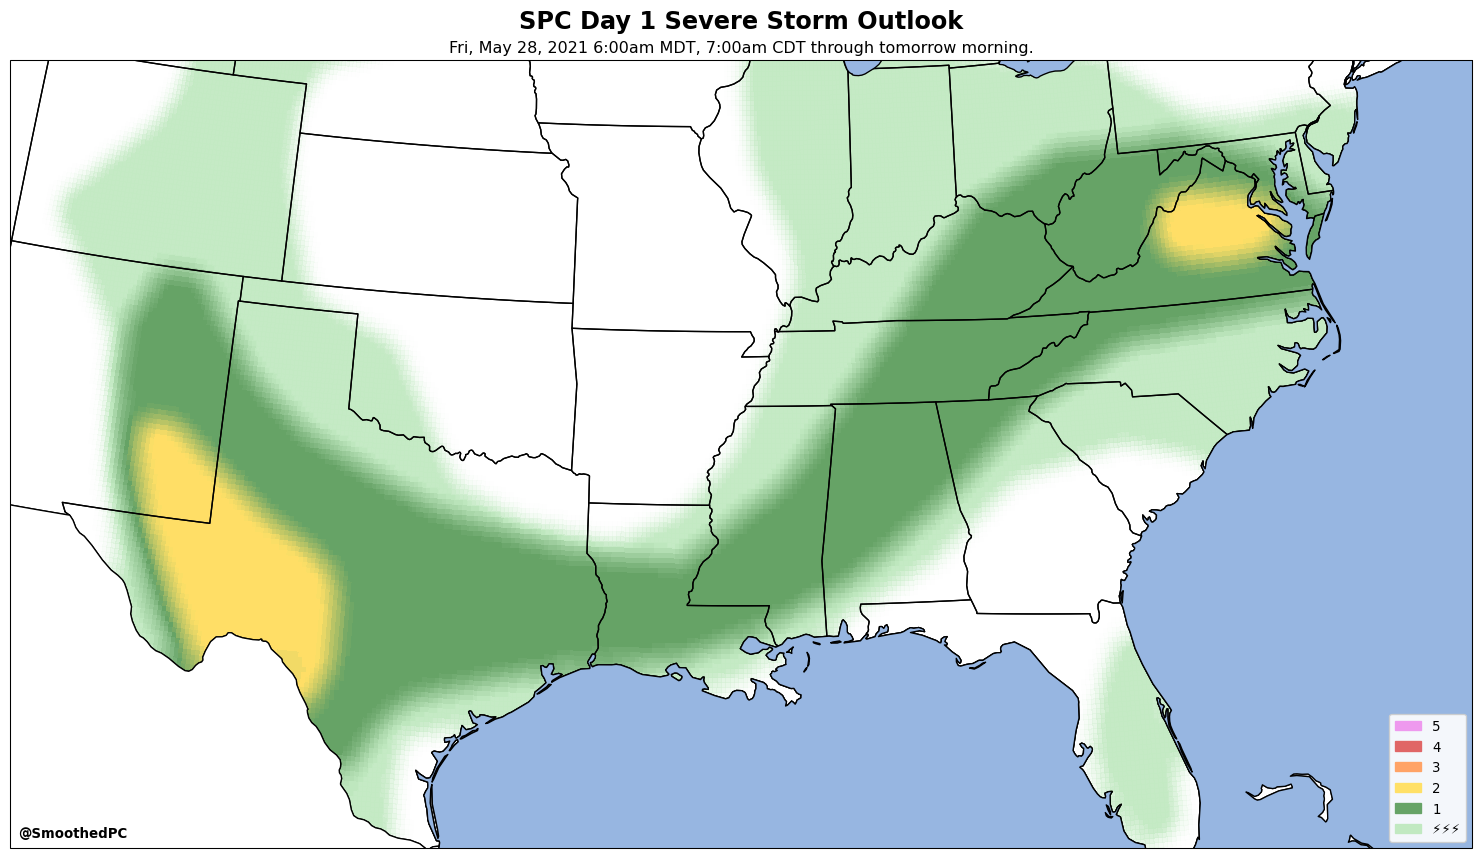 SPC Day 1 Severe Storm Outlook
Fri, May 28, 2021 6:00am MDT, 7:00am CDT through tomorrow morning.
5
4
3
2
1
⚡⚡⚡
@SmoothedPC